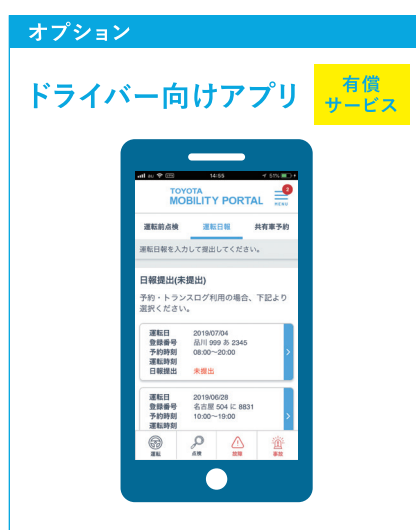 オプション
ドライバー向けアプリ
有償
サービス
au
14:55
51%
TOYOTA
MOBILITY PORTAL
2
MENU
運転前点検 運転日報 共有車予約
運転日報を入力して提出してください。
日報提出(未提出)
予約・トランスログ利用の場合、下記より
選択ください。
運転日 2019/07/04
登録番号 品川 999 あ 2345
予約時刻 08:00~20:00
運転時刻
日報提出 未提出
運転日 2019/06/28
登録番号 名古屋 504 に 8831
予約時刻 10:00~19:00
運転時刻
運転 点検 故障 事故